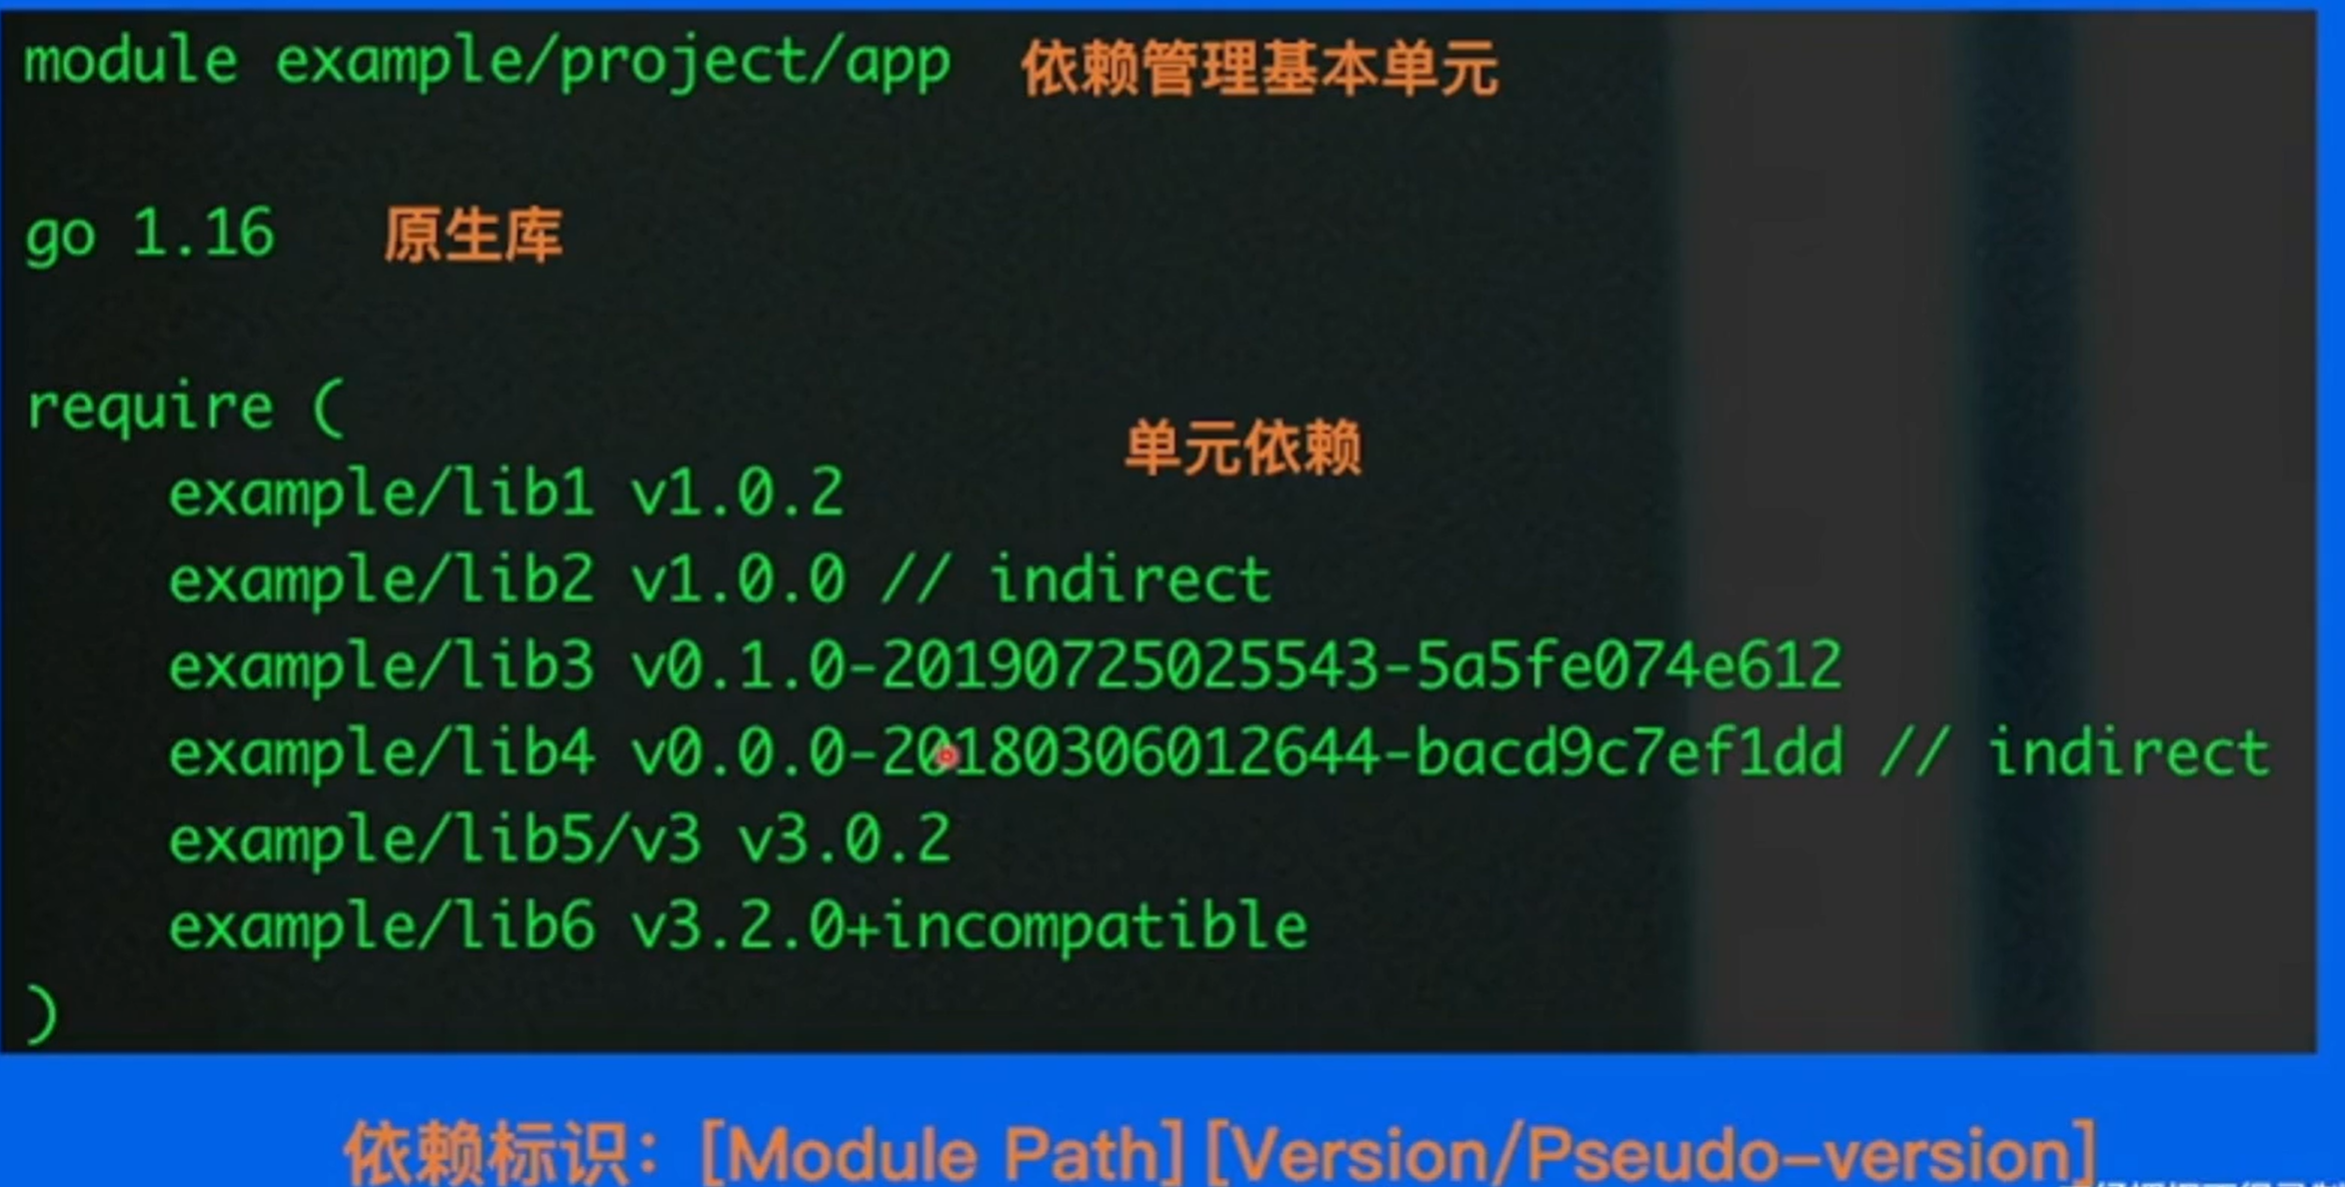 module example/project/app 依赖管理基本单元
go 1.16 原生库
require (
单元依赖
example/lib1 v1.0.2
example/lib2 v1.0.0 // indirect
example/lib3 v0.1.0-20190725025543-5a5fe074e612
example/lib4 v0.0.0-20180306012644-bacd9c7ef1dd // indirect
example/lib5/v3 v3.0.2
example/lib6 v3.2.0+incompatible
)
依赖标识：[Module Path][Version/Pseudo-version]